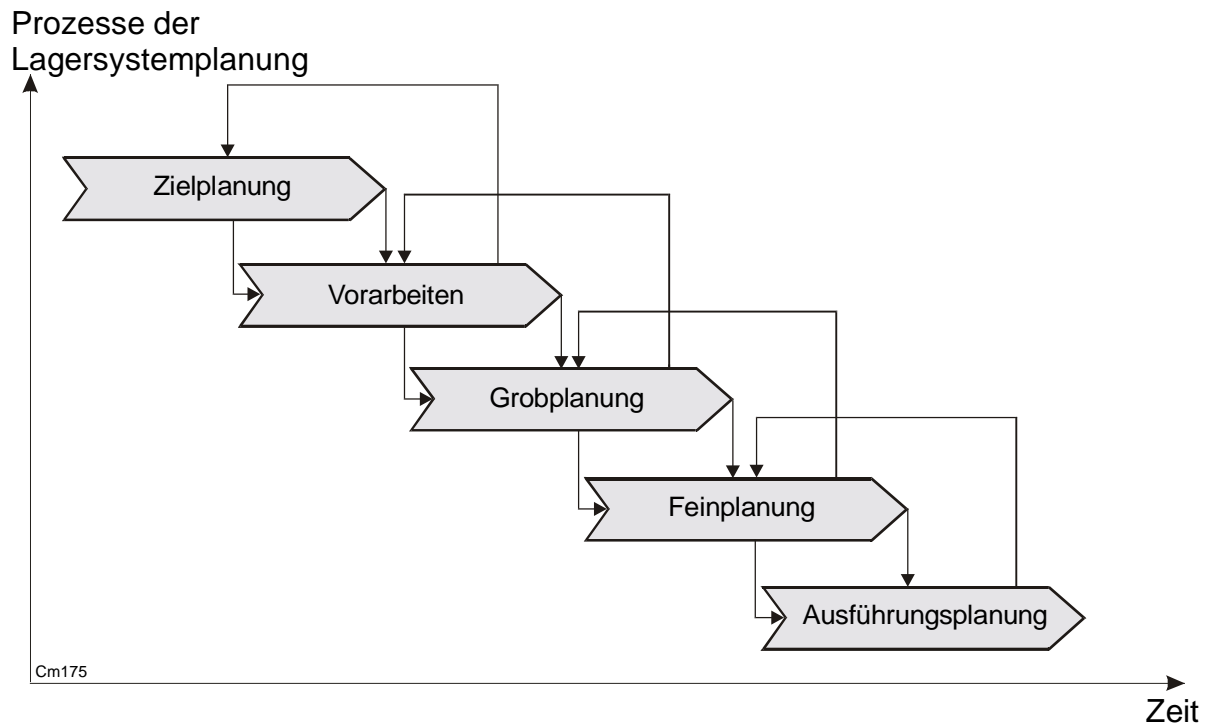 Prozesse der
Lagersystemplanung
Zielplanung
Vorarbeiten
Grobplanung
Feinplanung
Ausführungsplanung
Cm175
Zeit